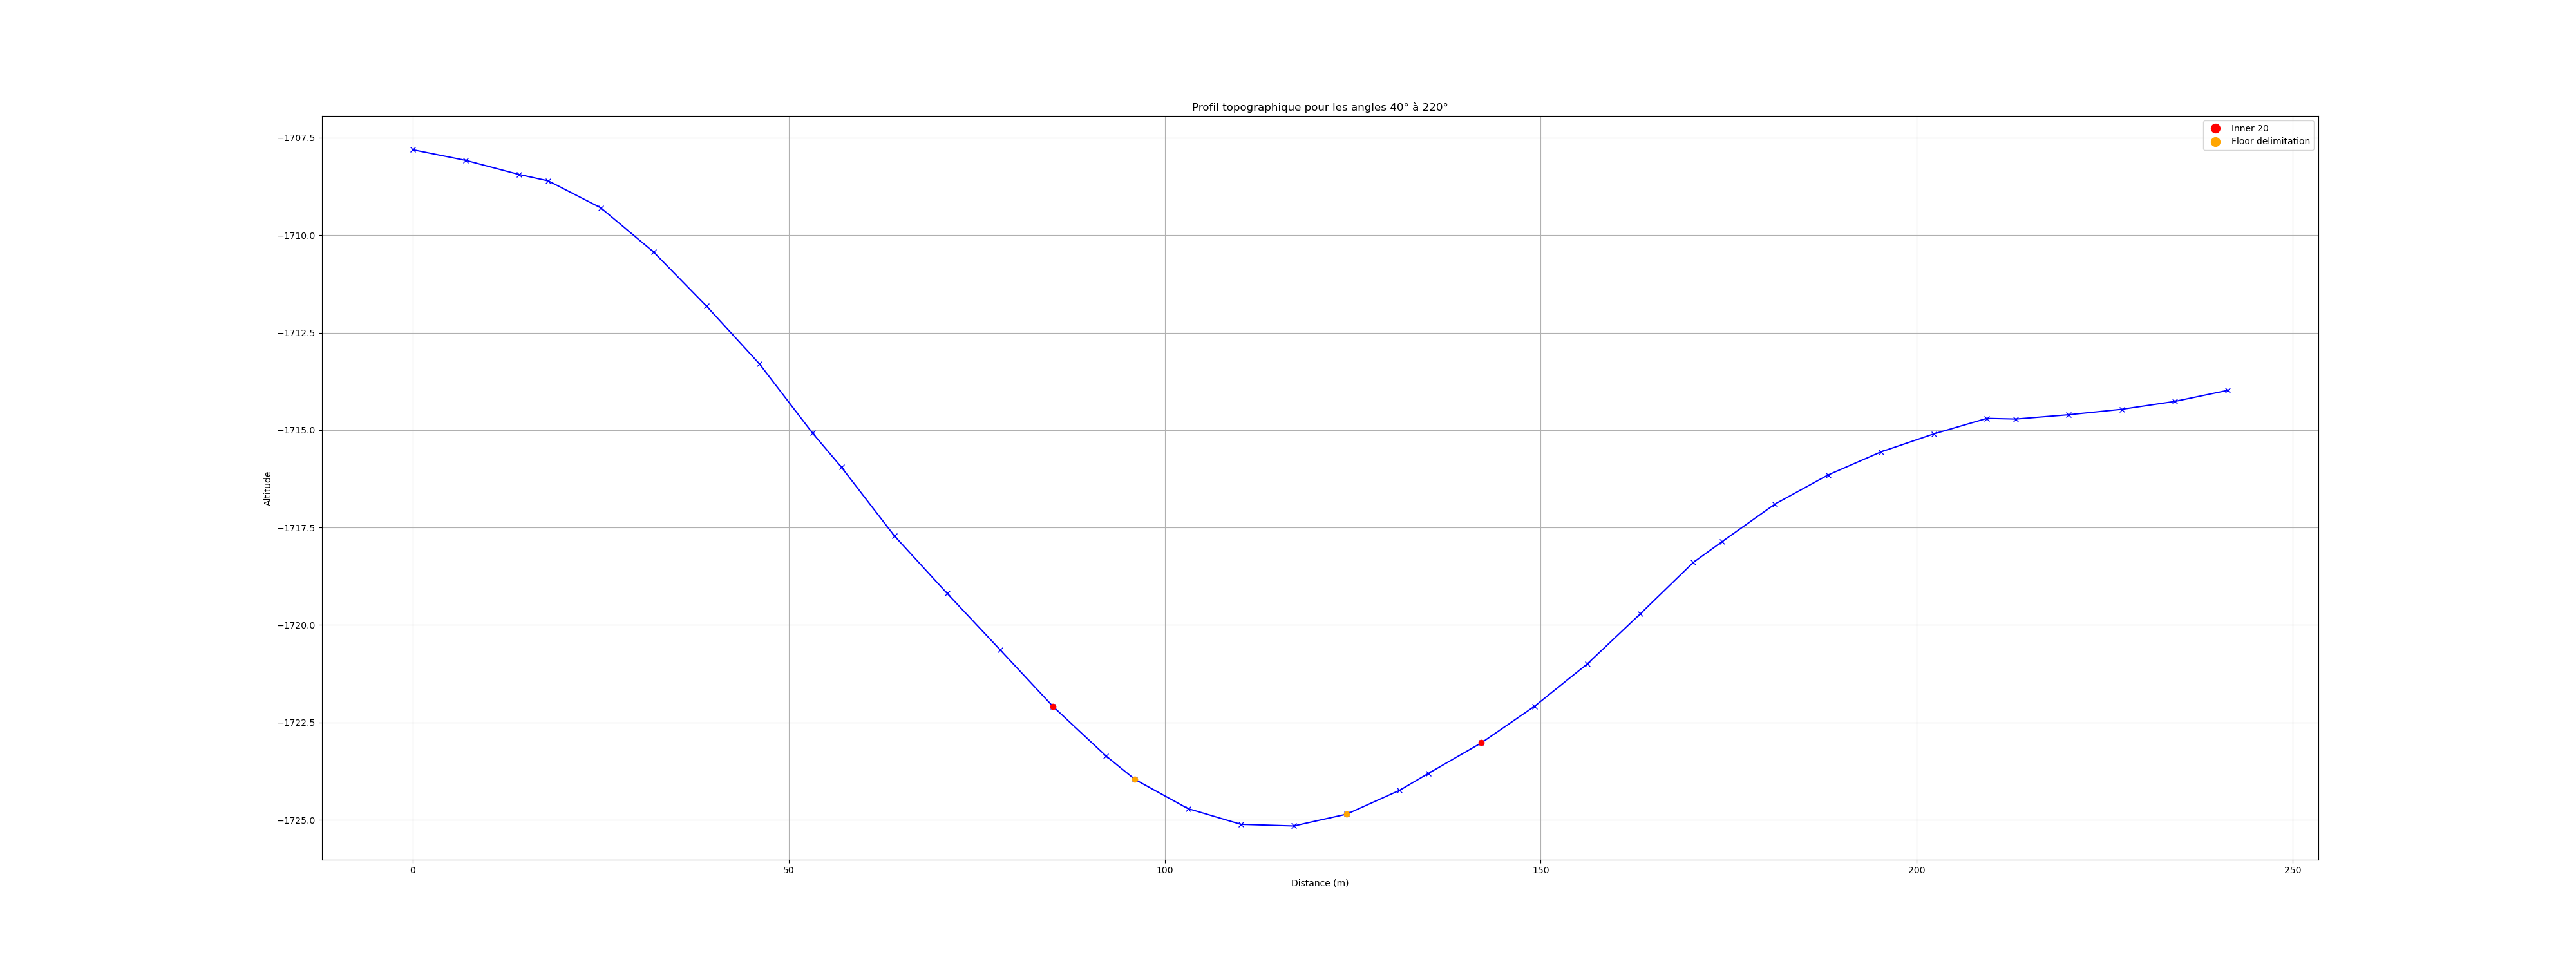 Profil topographique pour les angles 40° à 220°
Inner 20
Floor delimitation
−1707.5
−1710.0
−1712.5
−1715.0
−1717.5
−1720.0
−1722.5
−1725.0
Altitude
0 50 100 150 200 250
Distance (m)